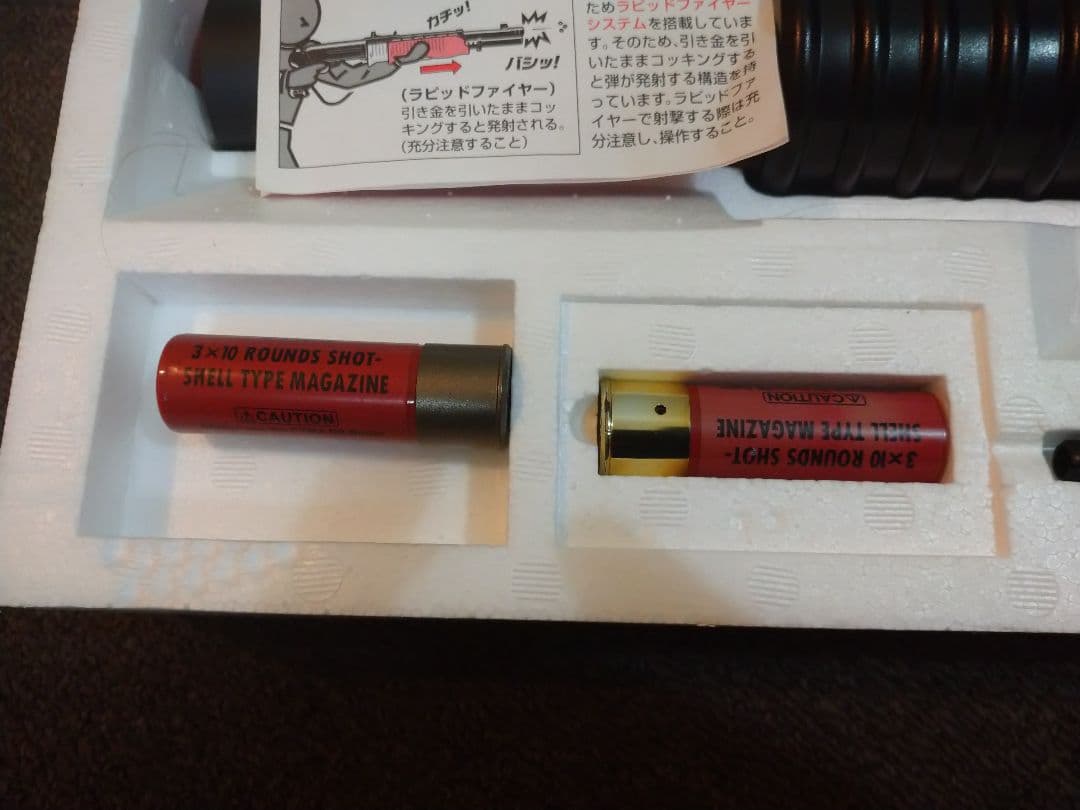 カチッ!
バシッ!
(ラピッドファイヤー)
引き金を引いたままコッ
キングすると発射される。
(充分注意すること)
ためラピッドファイヤー
システムを搭載していま
す。そのため、引き金を引
いたままコッキングする
と弾が発射する構造を持
っています。ラピッドファ
イヤーで射撃する際は充
分注意し、操作すること。
3×10 ROUNDS SHOT-
SHELL TYPE MAGAZINE
⚠CAUTION
3×10 ROUNDS SHOT-
SHELL TYPE MAGAZINE
⚠CAUTION